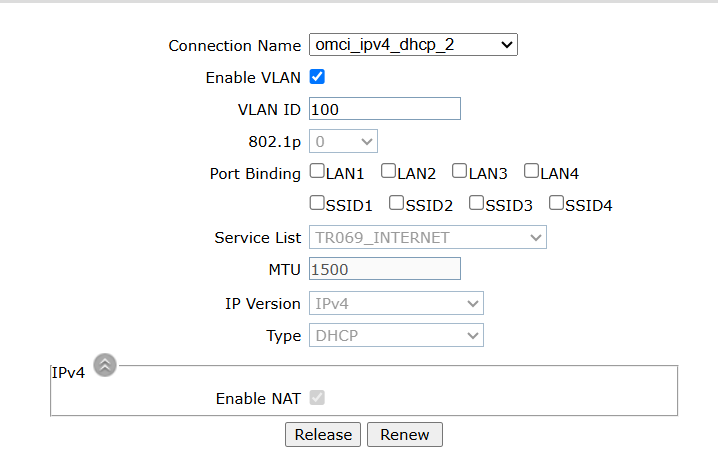 Connection Name omci_ipv4_dhcp_2
Enable VLAN
VLAN ID 100
802.1p 0
Port Binding LAN1 LAN2 LAN3 LAN4
SSID1 SSID2 SSID3 SSID4
Service List TR069_INTERNET
MTU 1500
IP Version IPv4
Type DHCP
IPv4
Enable NAT
Release Renew